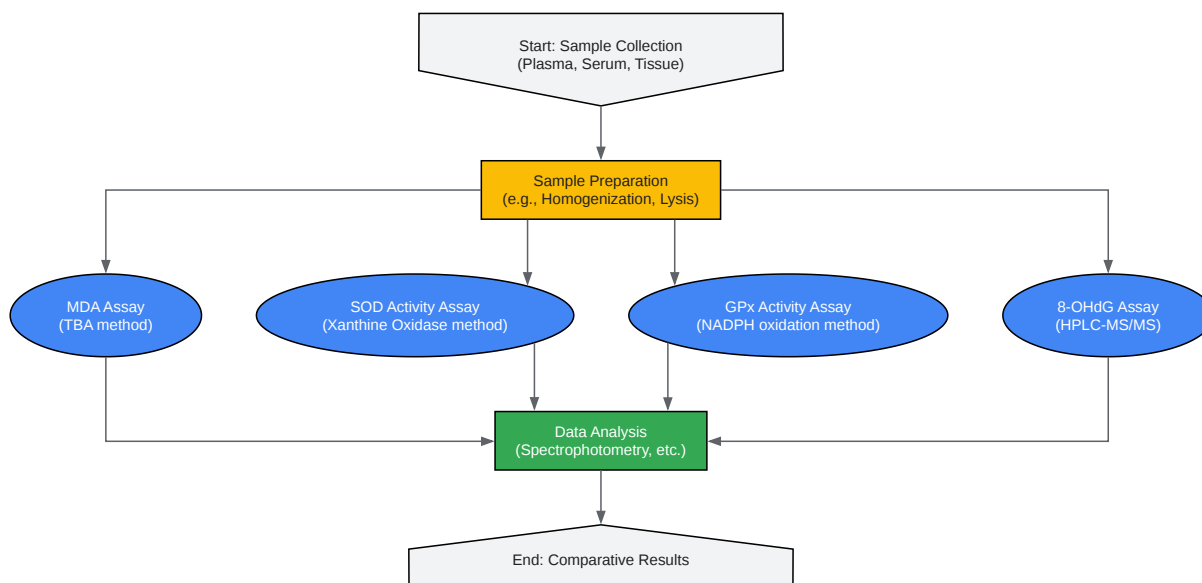 Start: Sample Collection
(Plasma, Serum, Tissue)
Sample Preparation
(e.g., Homogenization, Lysis)
MDA Assay
(TBA method)
SOD Activity Assay
(Xanthine Oxidase method)
GPx Activity Assay
(NADPH oxidation method)
8-OHdG Assay
(HPLC-MS/MS)
Data Analysis
(Spectrophotometry, etc.)
End: Comparative Results